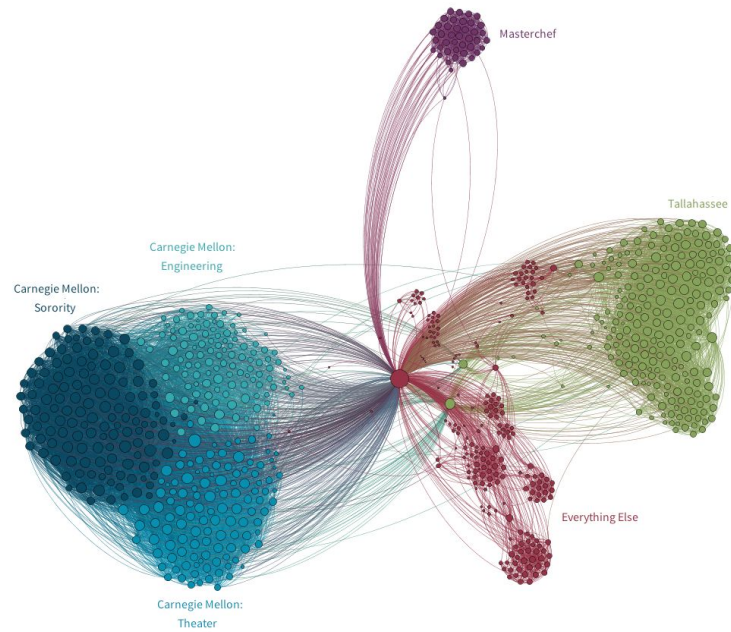 Masterchef
Tallahassee
Carnegie Mellon:
Engineering
Carnegie Mellon:
Sorority
Everything Else
Carnegie Mellon:
Theater